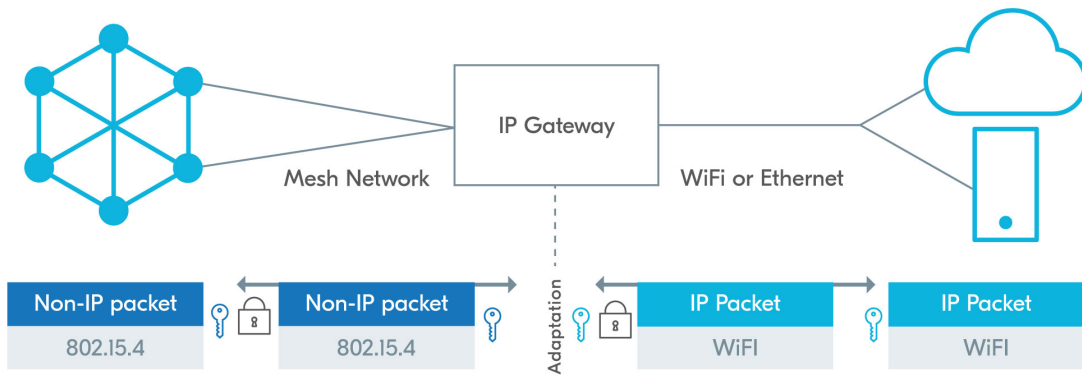 IP Gateway
Mesh Network
WiFi or Ethernet
Non-IP packet
802.15.4
Non-IP packet
802.15.4
Adaptation
IP Packet
WiFI
IP Packet
WiFI